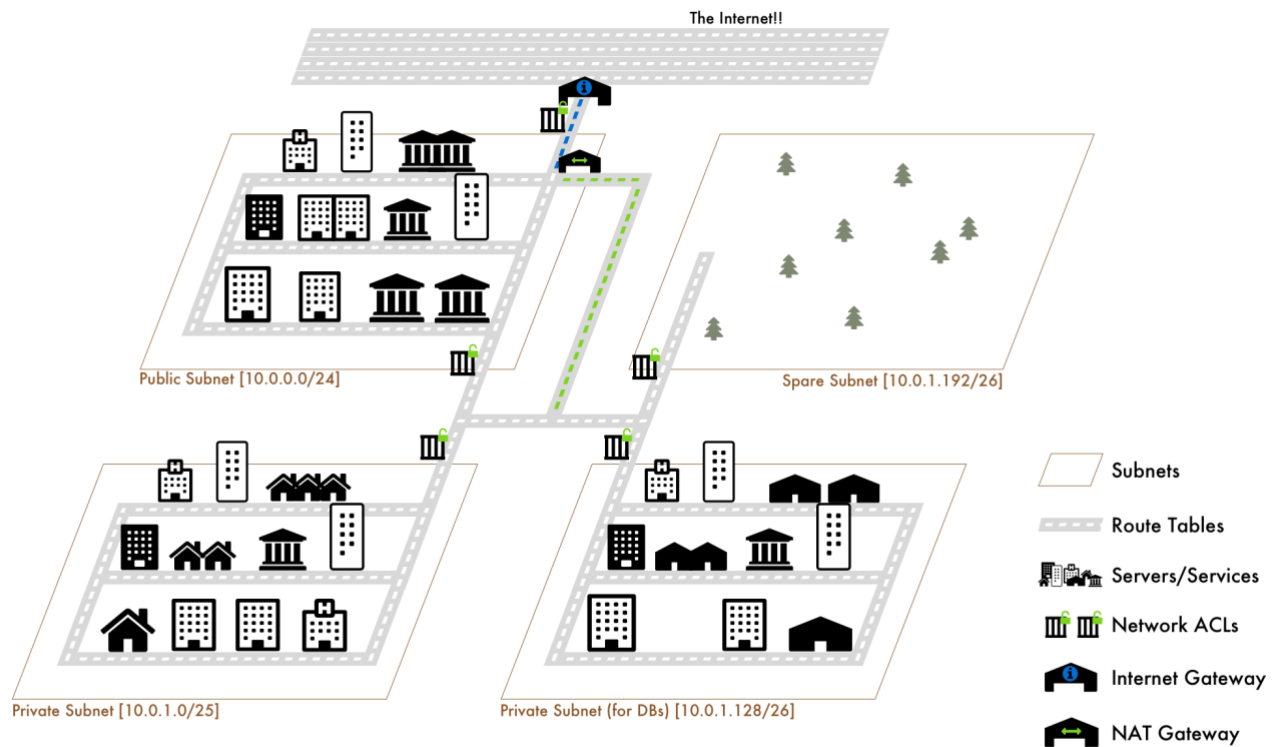 The Internet!!
Public Subnet [10.0.0.0/24]
Spare Subnet [10.0.1.192/26]
Private Subnet [10.0.1.0/25]
Private Subnet (for DBs) [10.0.1.128/26]
Subnets
Route Tables
Servers/Services
Network ACLs
Internet Gateway
NAT Gateway